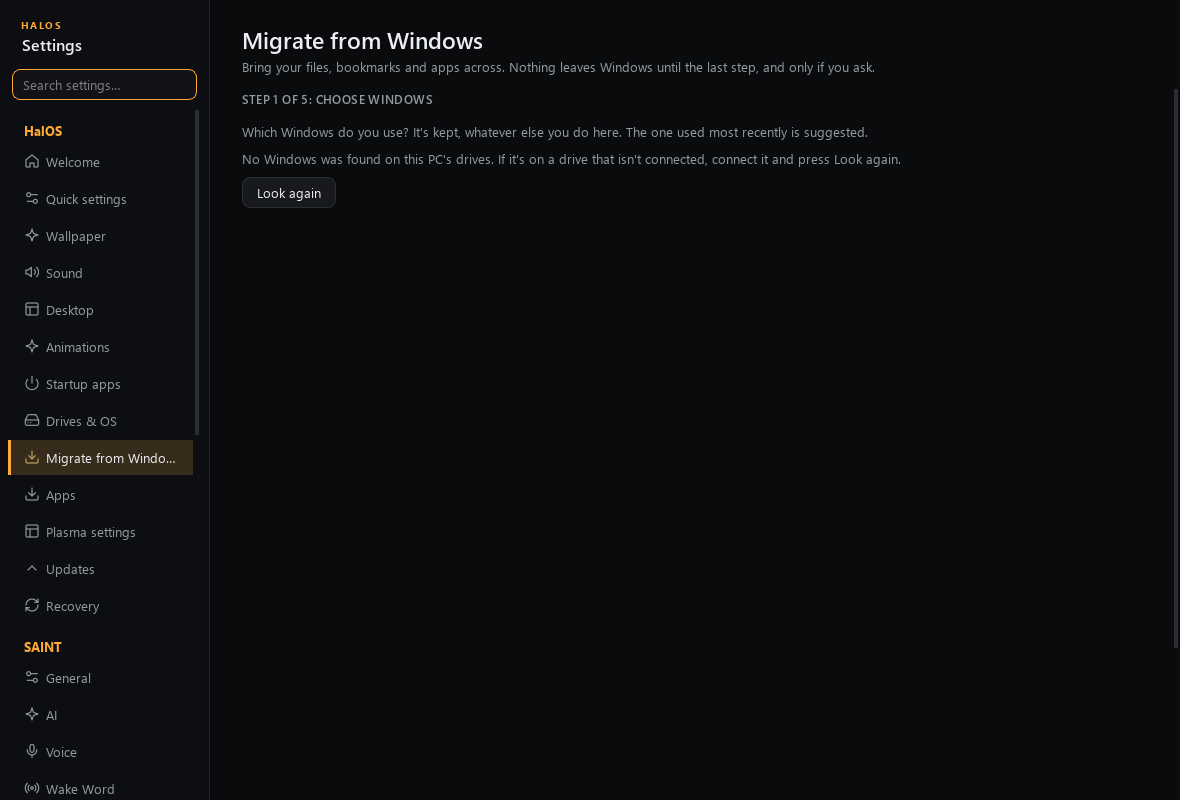 HALOS
Settings
Search settings...
HalOS
Welcome
Quick settings
Wallpaper
Sound
Desktop
Animations
Startup apps
Drives & OS
Migrate from Windo...
Apps
Plasma settings
Updates
Recovery
SAINT
General
AI
Voice
Wake Word
Migrate from Windows
Bring your files, bookmarks and apps across. Nothing leaves Windows until the last step, and only if you ask.
STEP 1 OF 5: CHOOSE WINDOWS
Which Windows do you use? It's kept, whatever else you do here. The one used most recently is suggested.
No Windows was found on this PC's drives. If it's on a drive that isn't connected, connect it and press Look again.
Look again